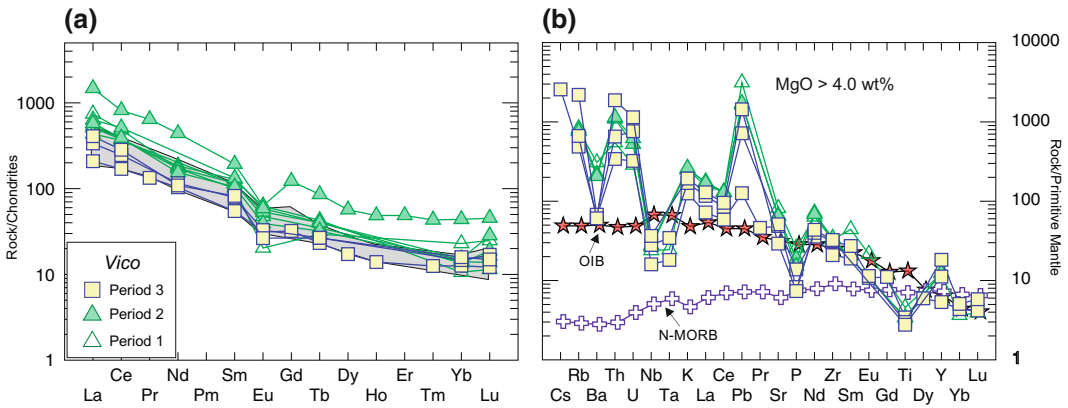 (a)
Rock/Chondrites
1000
100
10
1
Vico
Period 3
Period 2
Period 1
Ce Nd Sm Gd Dy Er Yb
La Pr Pm Eu Tb Ho Tm Lu
(b)
MgO > 4.0 wt%
OIB
N-MORB
10000
1000
100
10
1
Rock/Primitive Mantle
Rb Th Nb K Ce Pr P Zr Eu Ti Y Lu
Cs Ba U Ta La Pb Sr Nd Sm Gd Dy Yb